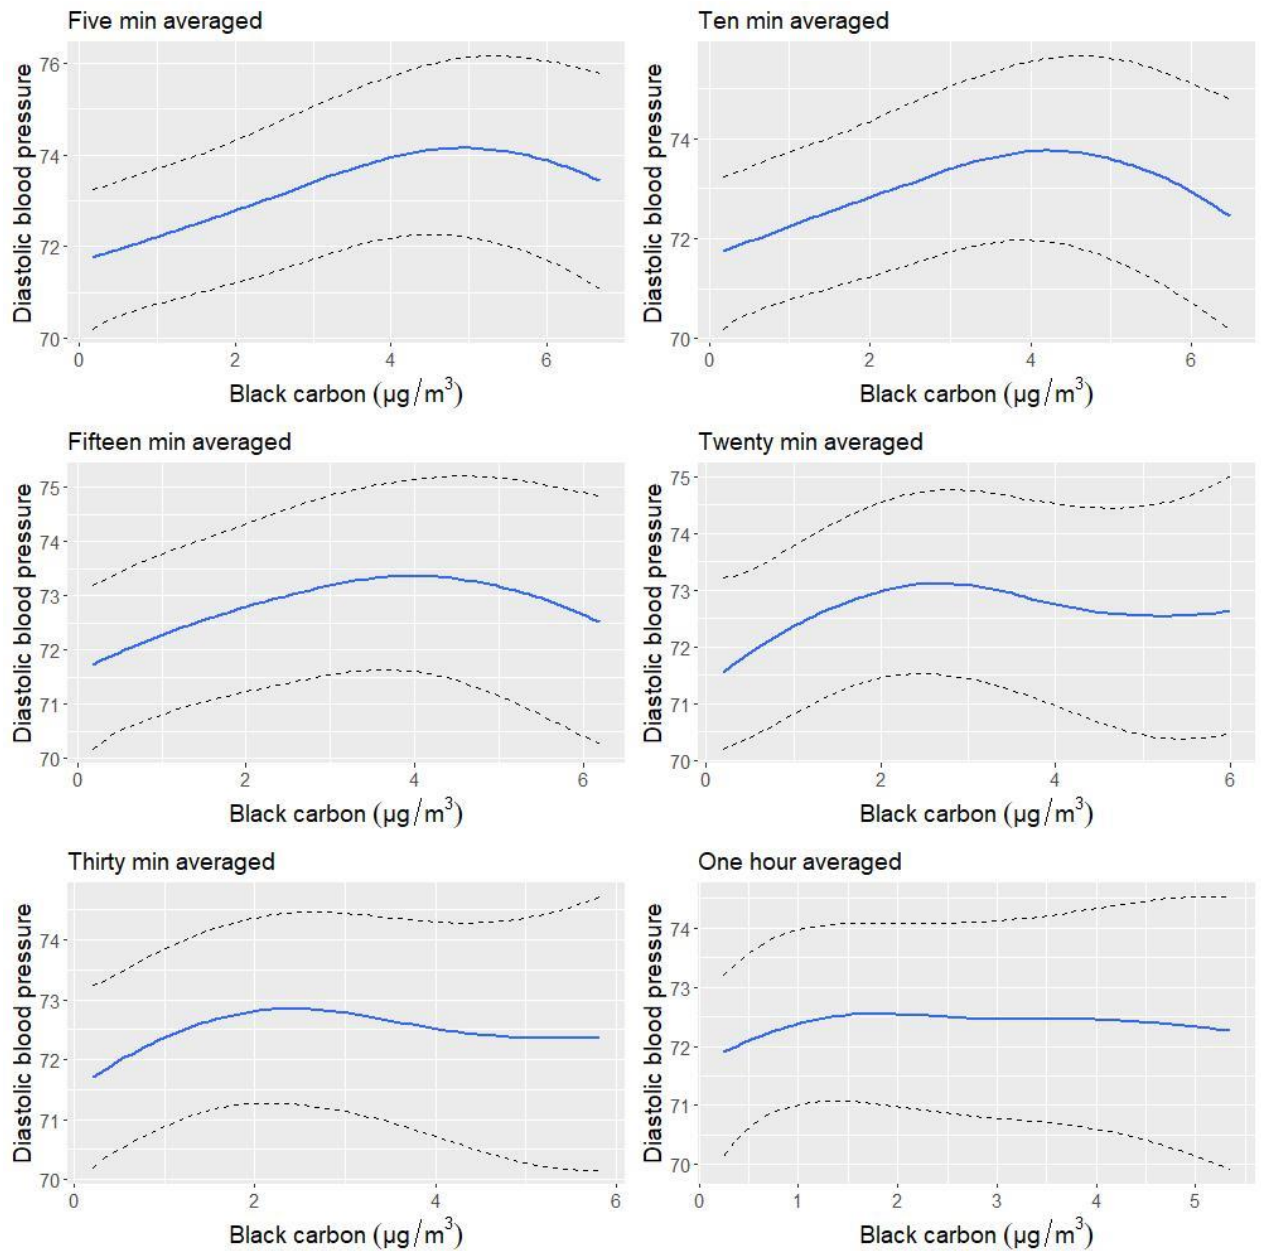 Five min averaged
Diastolic blood pressure
76
74
72
70
0 2 4 6
Black carbon (µg/m³)
Ten min averaged
Diastolic blood pressure
74
72
70
0 2 4 6
Black carbon (µg/m³)
Fifteen min averaged
Diastolic blood pressure
75
74
73
72
71
70
0 2 4 6
Black carbon (µg/m³)
Twenty min averaged
Diastolic blood pressure
75
74
73
72
71
70
0 2 4 6
Black carbon (µg/m³)
Thirty min averaged
Diastolic blood pressure
74
73
72
71
70
0 2 4 6
Black carbon (µg/m³)
One hour averaged
Diastolic blood pressure
74
73
72
71
70
0 1 2 3 4 5
Black carbon (µg/m³)